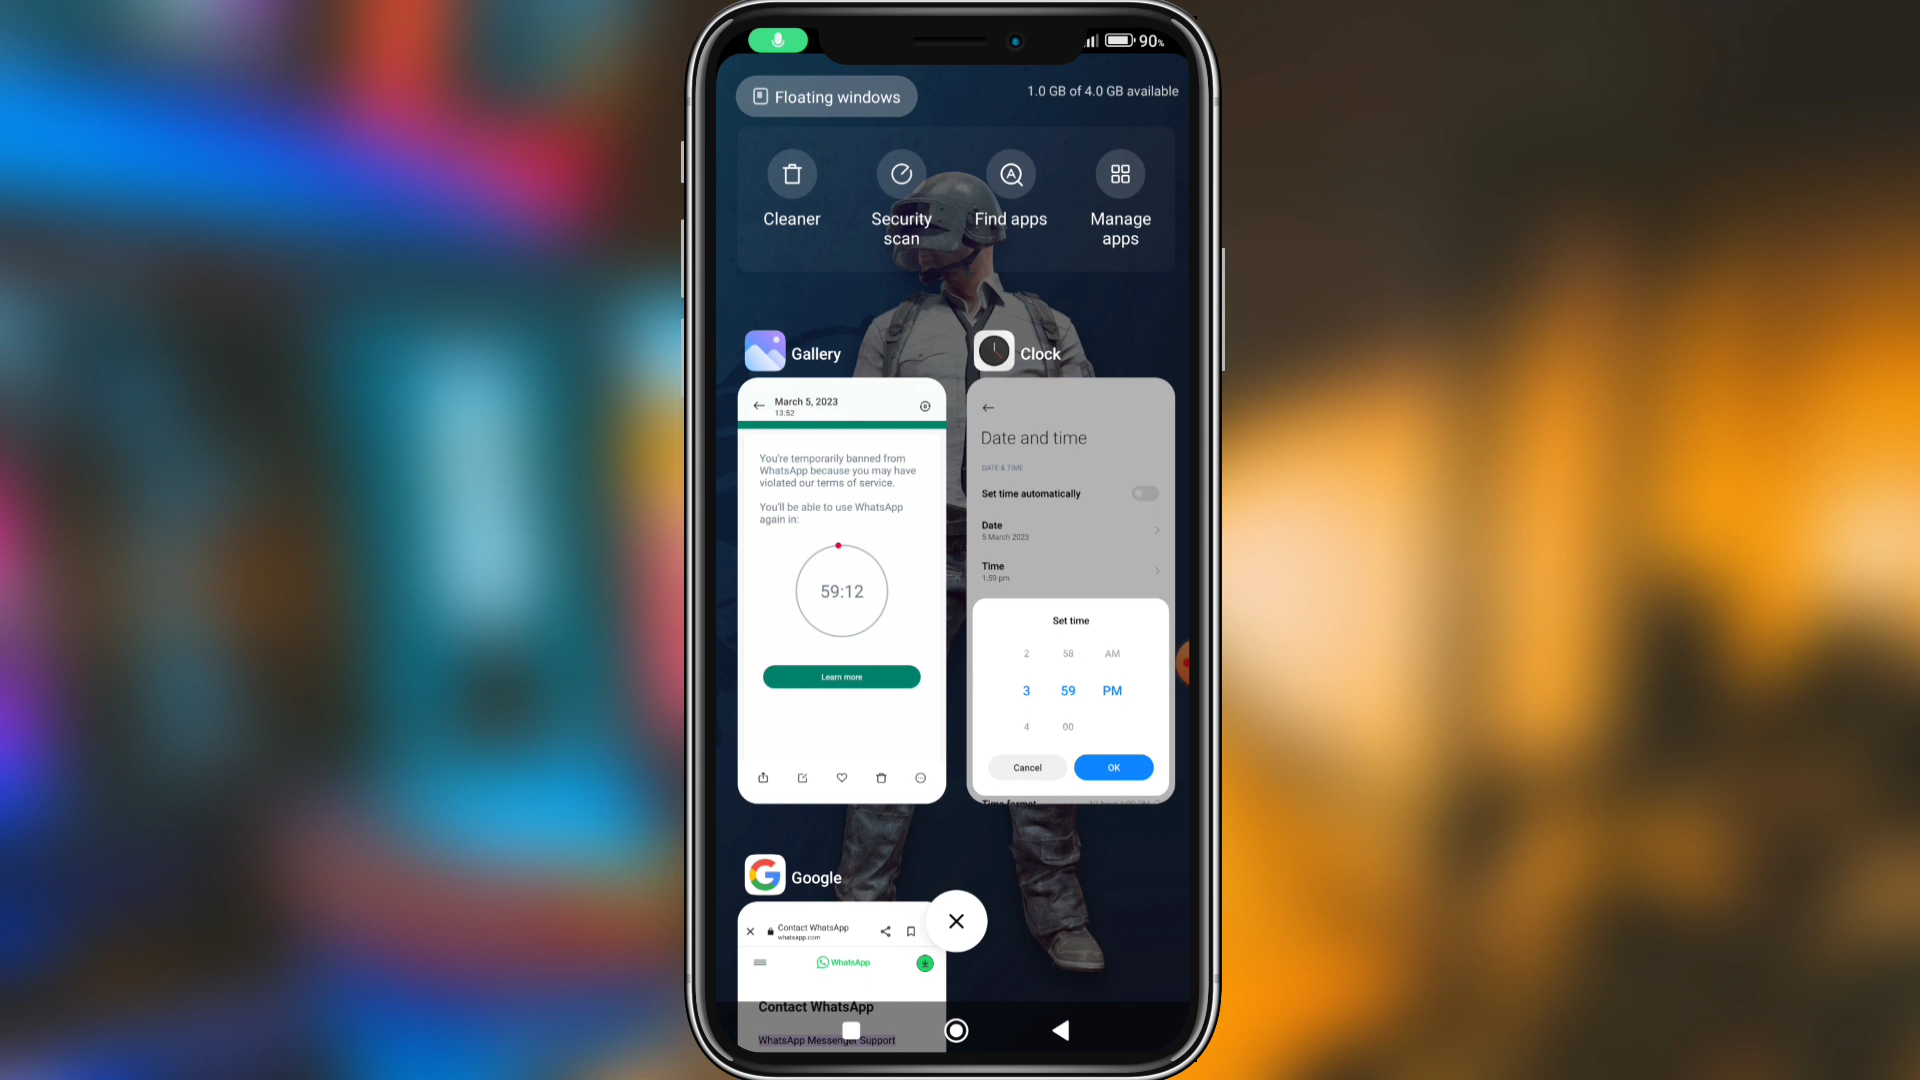 90%
Floating windows
1.0 GB of 4.0 GB available
Cleaner
Security
scan
Find apps
Manage
apps
Gallery
Clock
March 5, 2023
13:52
You're temporarily banned from
WhatsApp because you may have
violated our terms of service.
You'll be able to use WhatsApp
again in:
59:12
Learn more
Date and time
DATE & TIME
Set time automatically
Date
5 March 2023
Time
1:59 pm
Set time
2 58 AM
3 59 PM
4 00
Cancel
OK
Time format
Google
Contact WhatsApp
whatsapp.com
WhatsApp
Contact WhatsApp
WhatsApp Messenger Support